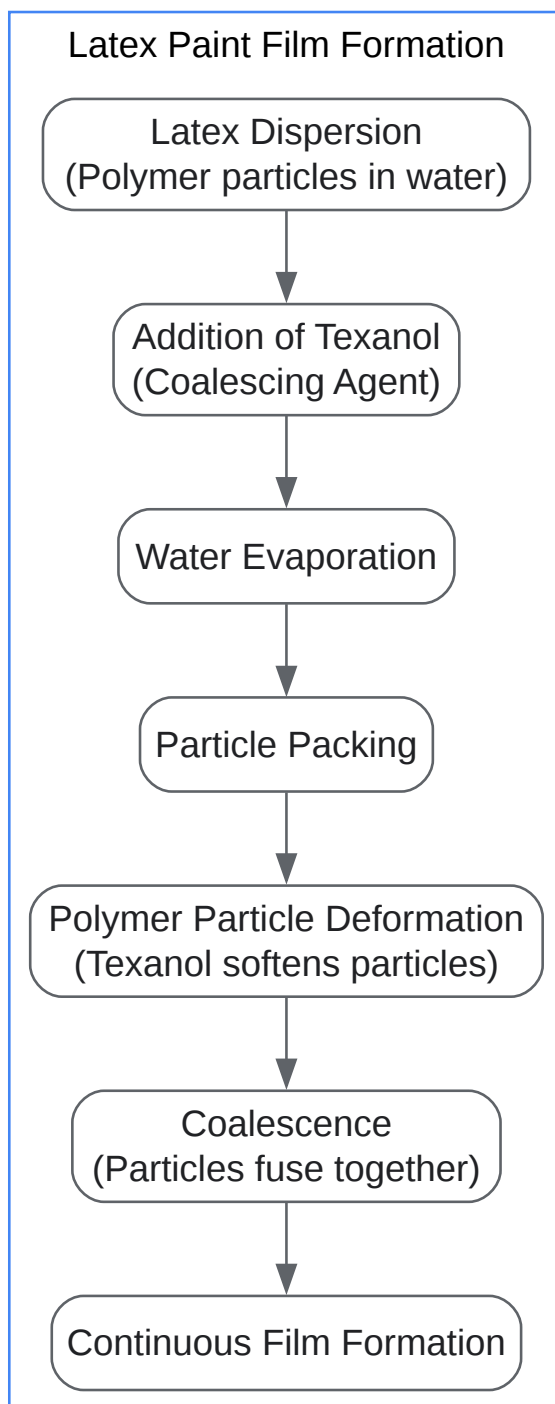 Latex Paint Film Formation
Latex Dispersion
(Polymer particles in water)
Addition of Texanol
(Coalescing Agent)
Water Evaporation
Particle Packing
Polymer Particle Deformation
(Texanol softens particles)
Coalescence
(Particles fuse together)
Continuous Film Formation